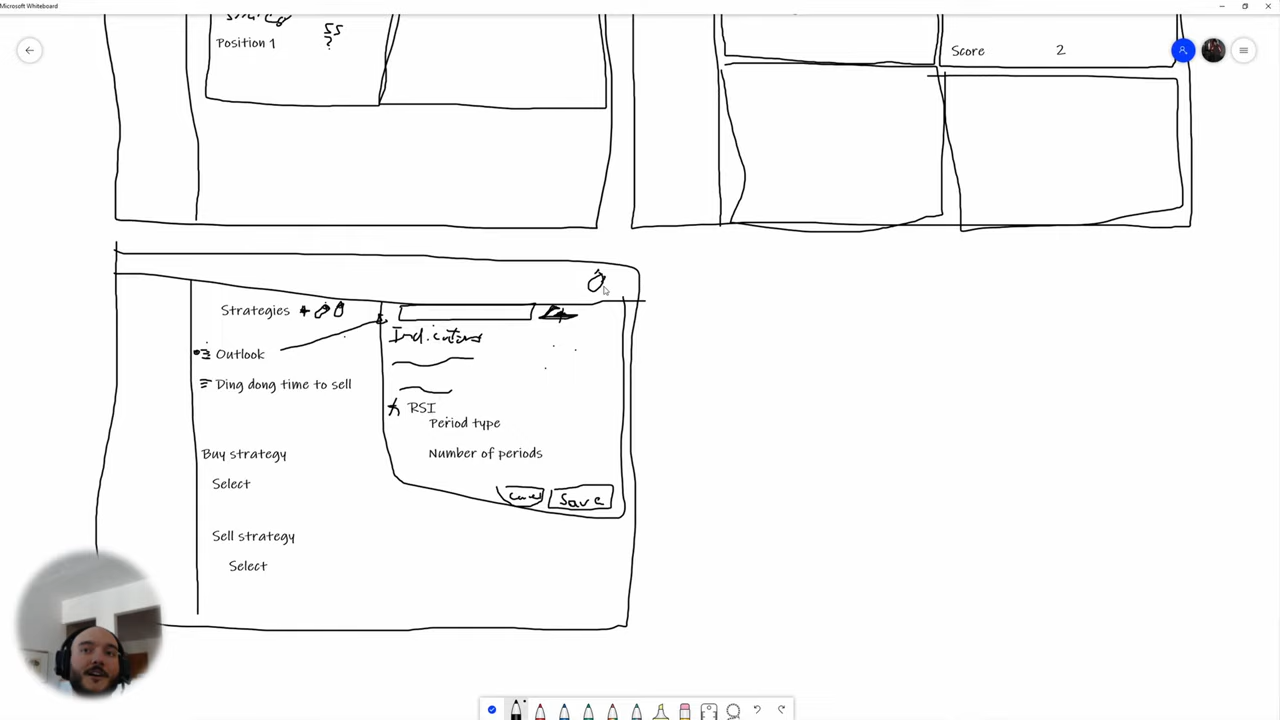 Microsoft Whiteboard
Position 1
?
Score 2
Strategies +
Indicators
Outlook
Ding dong time to sell
RSI
Period type
Number of periods
Buy strategy
Select
Cancel Save
Sell strategy
Select